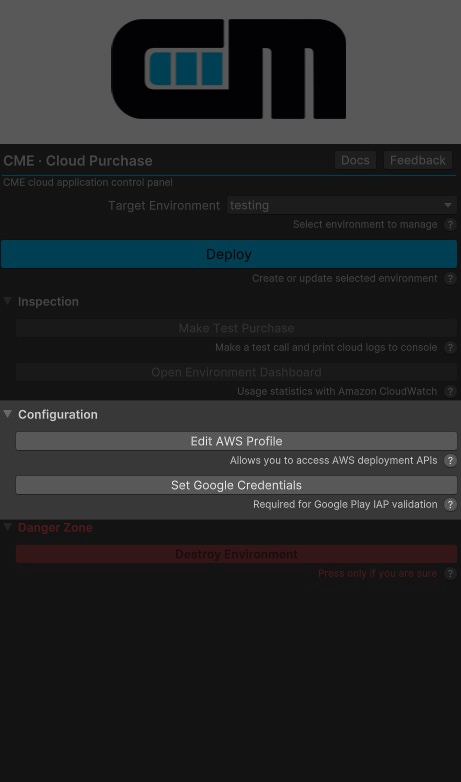 CME · Cloud Purchase
Docs
Feedback
CME cloud application control panel
Target Environment
testing
Select environment to manage ?
Deploy
Create or update selected environment ?
Inspection
Make Test Purchase
Make a test call and print cloud logs to console ?
Open Environment Dashboard
Usage statistics with Amazon CloudWatch ?
Configuration
Edit AWS Profile
Allows you to access AWS deployment APIs ?
Set Google Credentials
Required for Google Play IAP validation ?
Danger Zone
Destroy Environment
Press only if you are sure ?